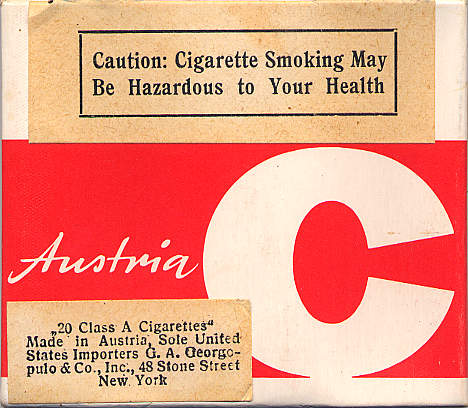 Caution: Cigarette Smoking May
Be Hazardous to Your Health
Austria
C
„20 Class A Cigarettes“
Made in Austria, Sole United
States Importers G. A. Georgo-
pulo & Co., Inc., 48 Stone Street
New York